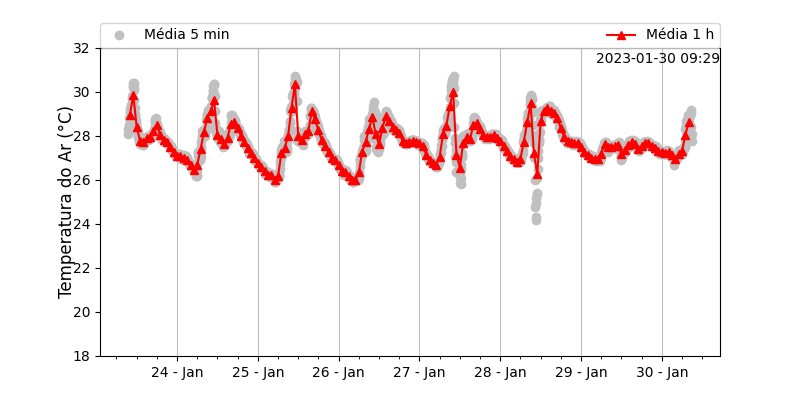 Média 5 min
Média 1 h
2023-01-30 09:29
Temperatura do Ar (°C)
32
30
28
26
24
22
20
18
24 - Jan
25 - Jan
26 - Jan
27 - Jan
28 - Jan
29 - Jan
30 - Jan